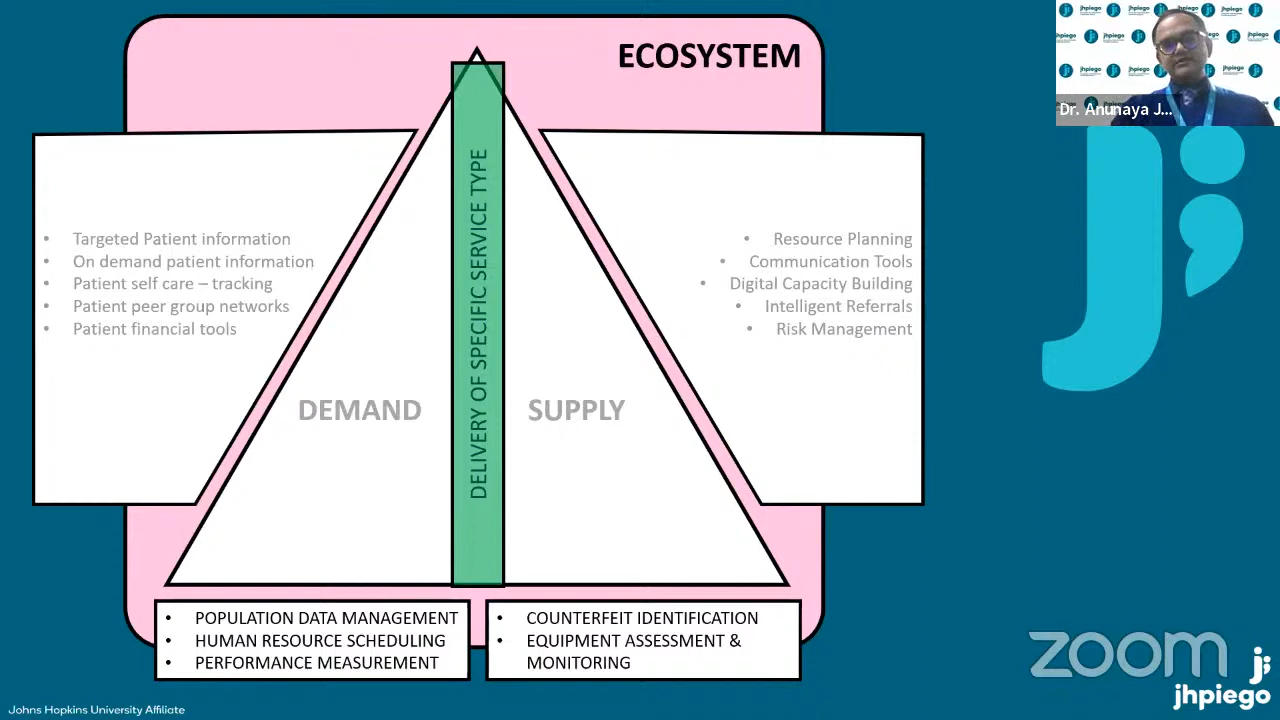 ECOSYSTEM
jhpiego
Dr. Anunaya J...
• Targeted Patient information
• On demand patient information
• Patient self care – tracking
• Patient peer group networks
• Patient financial tools
DEMAND
DELIVERY OF SPECIFIC SERVICE TYPE
SUPPLY
• Resource Planning
• Communication Tools
• Digital Capacity Building
• Intelligent Referrals
• Risk Management
• POPULATION DATA MANAGEMENT
• HUMAN RESOURCE SCHEDULING
• PERFORMANCE MEASUREMENT
• COUNTERFEIT IDENTIFICATION
• EQUIPMENT ASSESSMENT &
MONITORING
zoom
jhpiego
Johns Hopkins University Affiliate